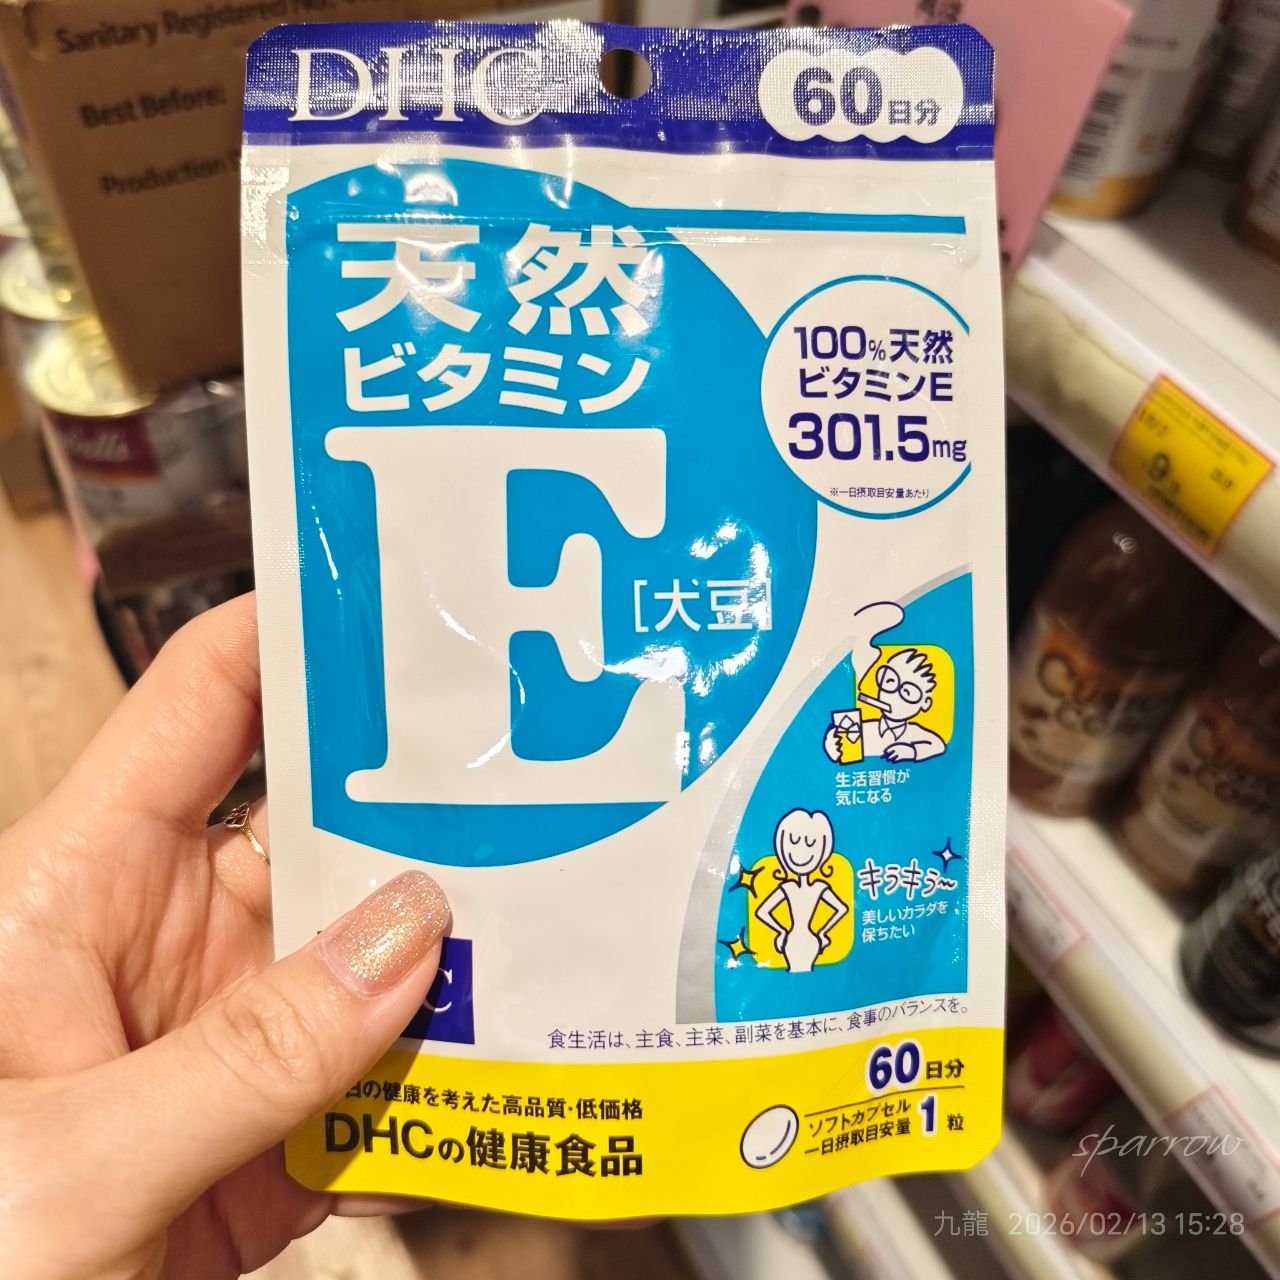 Sanitary Registered No.
Best Before:
Production
DHC
60日分
天然
ビタミン
E
[大豆]
100%天然
ビタミンE
301.5mg
※一日摂取目安量あたり
生活習慣が
気になる
キラキラ~
美しいカラダを
保ちたい
C
食生活は、主食、主菜、副菜を基本に、食事のバランスを。
日の健康を考えた高品質・低価格
DHCの健康食品
60日分
ソフトカプセル
一日摂取目安量 1粒
sparrow
九龍 2026/02/13 15:28